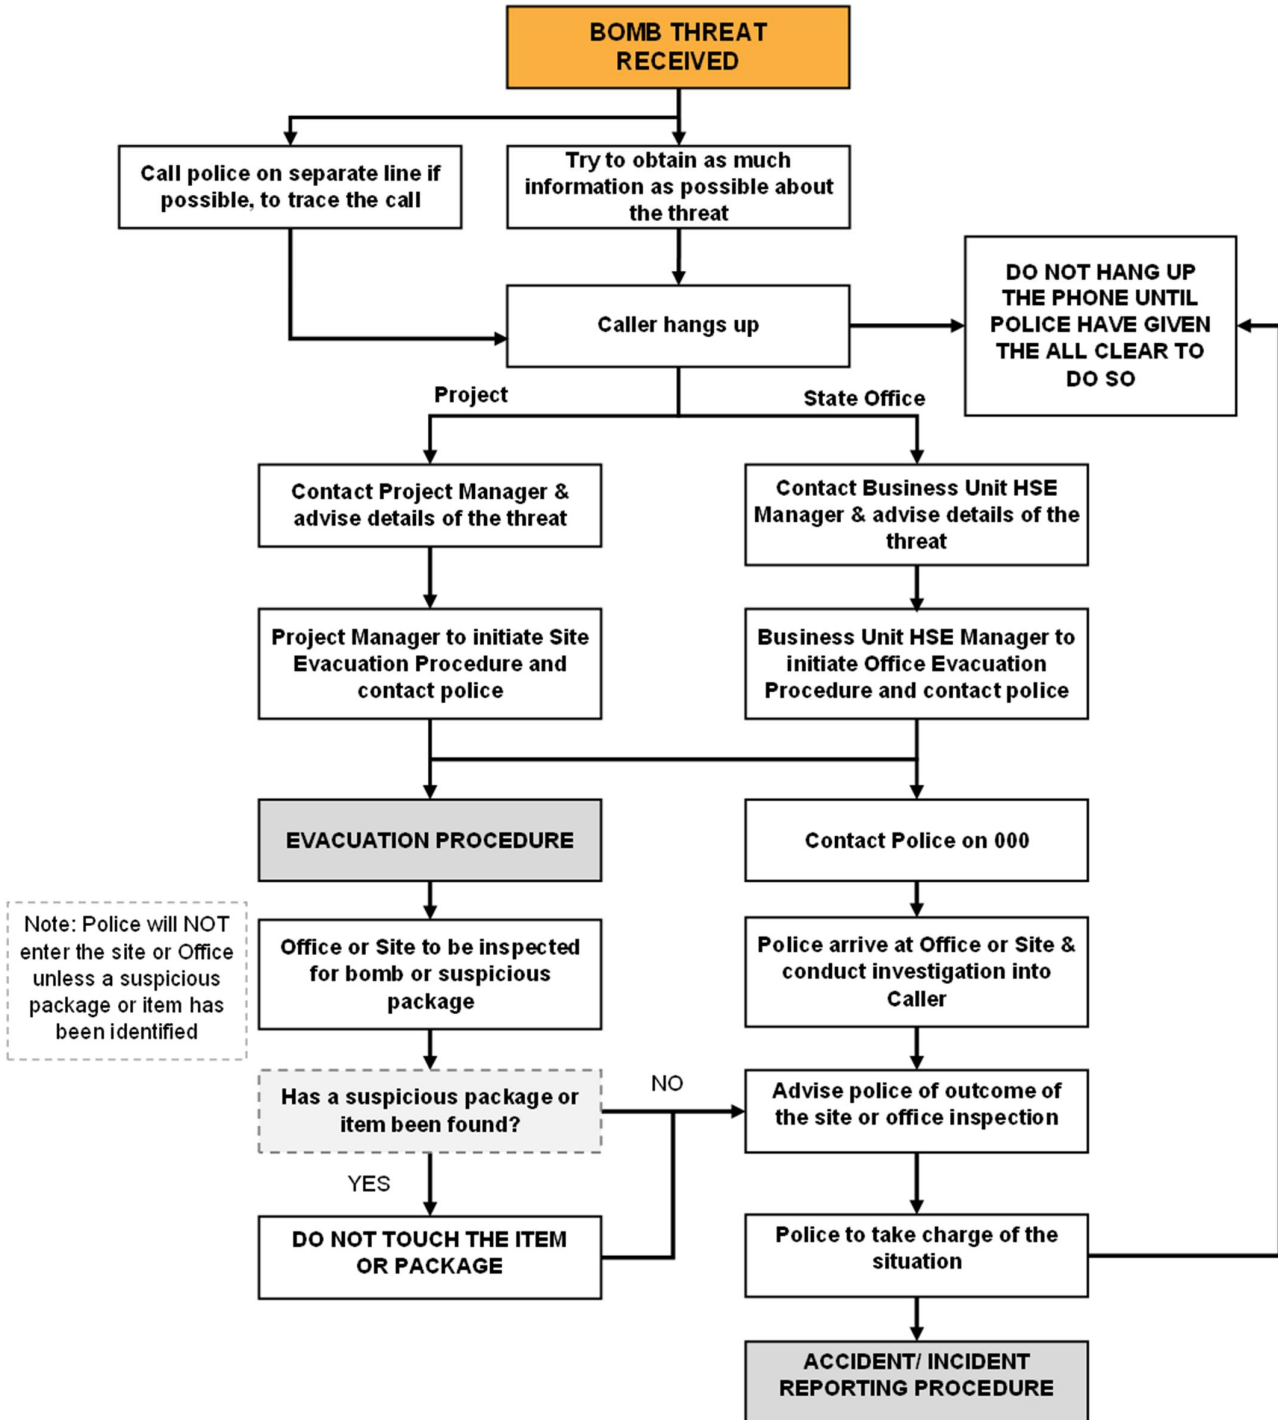 BOMB THREAT
RECEIVED
Call police on separate line if
possible, to trace the call
Try to obtain as much
information as possible about
the threat
Caller hangs up
DO NOT HANG UP
THE PHONE UNTIL
POLICE HAVE GIVEN
THE ALL CLEAR TO
DO SO
Project
State Office
Contact Project Manager &
advise details of the threat
Contact Business Unit HSE
Manager & advise details of the
threat
Project Manager to initiate Site
Evacuation Procedure and
contact police
Business Unit HSE Manager to
initiate Office Evacuation
Procedure and contact police
EVACUATION PROCEDURE
Contact Police on 000
Note: Police will NOT
enter the site or Office
unless a suspicious
package or item has
been identified
Office or Site to be inspected
for bomb or suspicious
package
Police arrive at Office or Site &
conduct investigation into
Caller
Has a suspicious package or
item been found?
NO
Advise police of outcome of
the site or office inspection
YES
DO NOT TOUCH THE ITEM
OR PACKAGE
Police to take charge of the
situation
ACCIDENT/ INCIDENT
REPORTING PROCEDURE